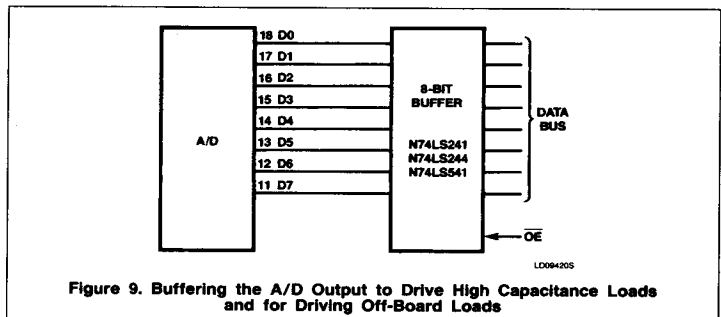 18 D0
17 D1
16 D2
15 D3
14 D4
13 D5
12 D6
11 D7
A/D
8-BIT
BUFFER
N74LS241
N74LS244
N74LS541
DATA
BUS
OE
LD09420S
Figure 9. Buffering the A/D Output to Drive High Capacitance Loads
and for Driving Off-Board Loads